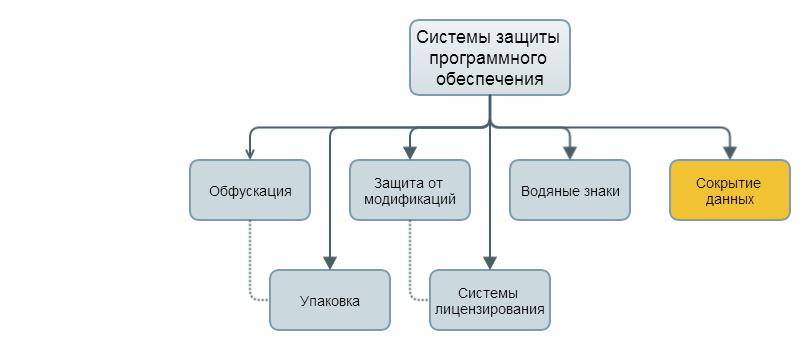 Системы защиты
программного
обеспечения
Обфускация
Защита от
модификаций
Водяные знаки
Сокрытие
данных
Упаковка
Системы
лицензирования